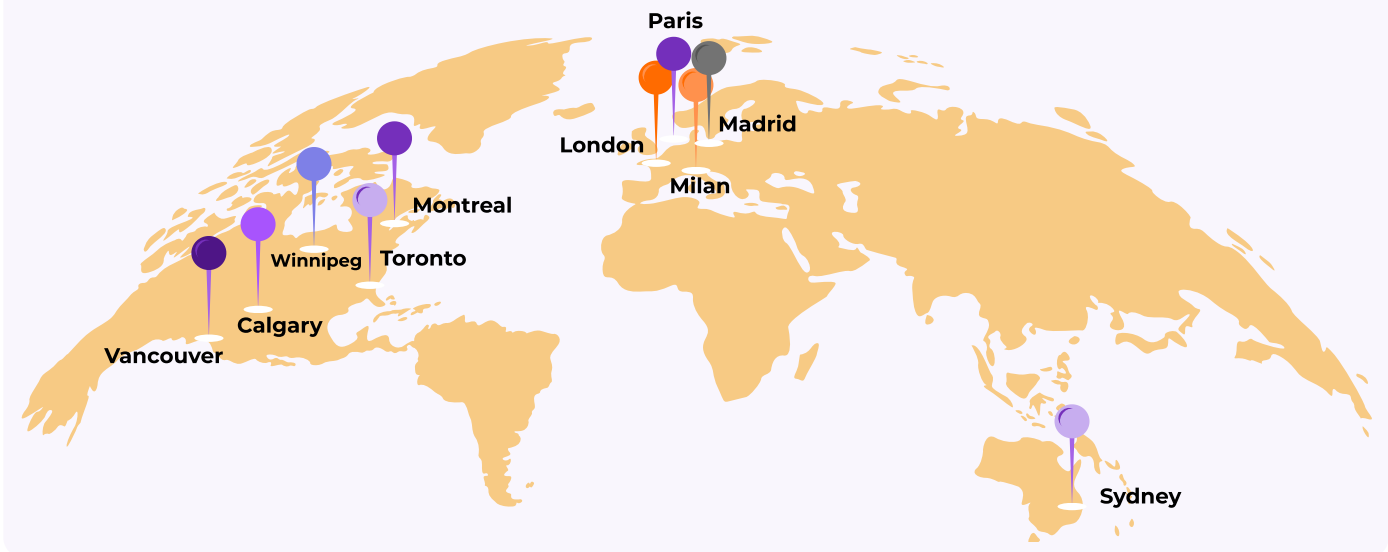 Paris
Madrid
London
Milan
Montreal
Toronto
Winnipeg
Calgary
Vancouver
Sydney